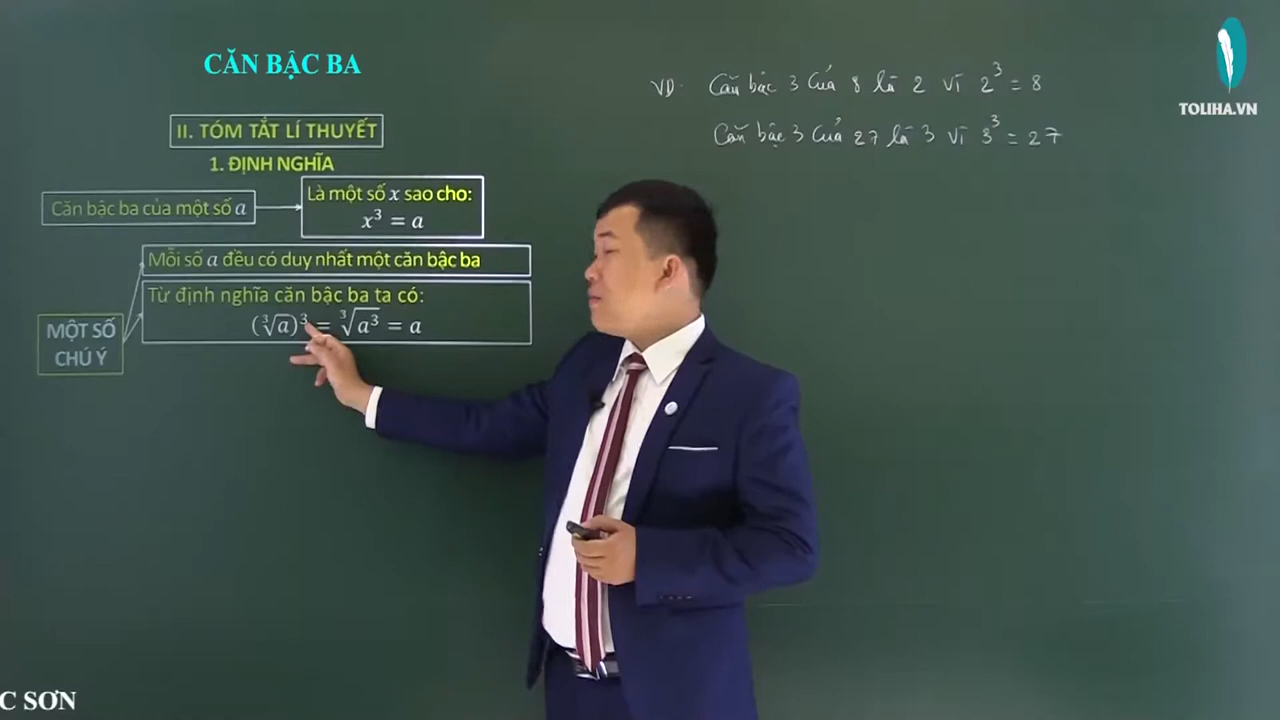 CĂN BẬC BA
II. TÓM TẮT LÍ THUYẾT
1. ĐỊNH NGHĨA
Căn bậc ba của một số a
Là một số x sao cho:
x³ = a
Mỗi số a đều có duy nhất một căn bậc ba
Từ định nghĩa căn bậc ba ta có:
(∛a)³ = ∛a³ = a
MỘT SỐ
CHÚ Ý
VD. Căn bậc 3 của 8 là 2 vì 2³ = 8
Căn bậc 3 của 27 là 3 vì 3³ = 27
TOLIHA.VN
C SƠN